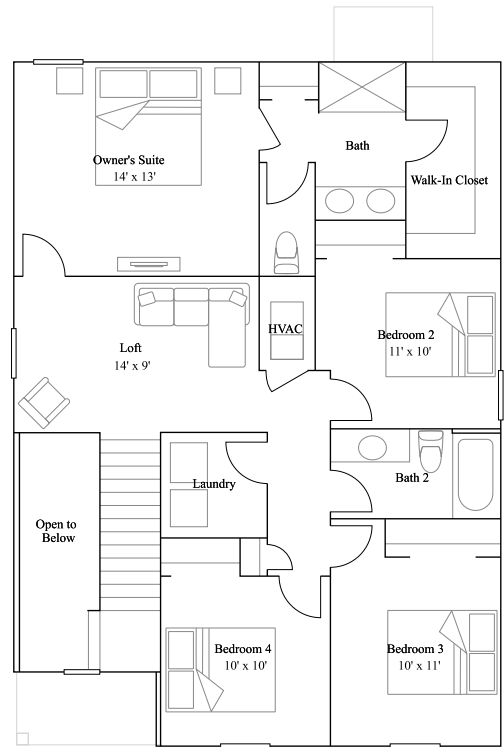 Owner's Suite
14' x 13'
Bath
Walk-In Closet
HVAC
Bedroom 2
11' x 10'
Loft
14' x 9'
Laundry
Bath 2
Open to
Below
Bedroom 4
10' x 10'
Bedroom 3
10' x 11'